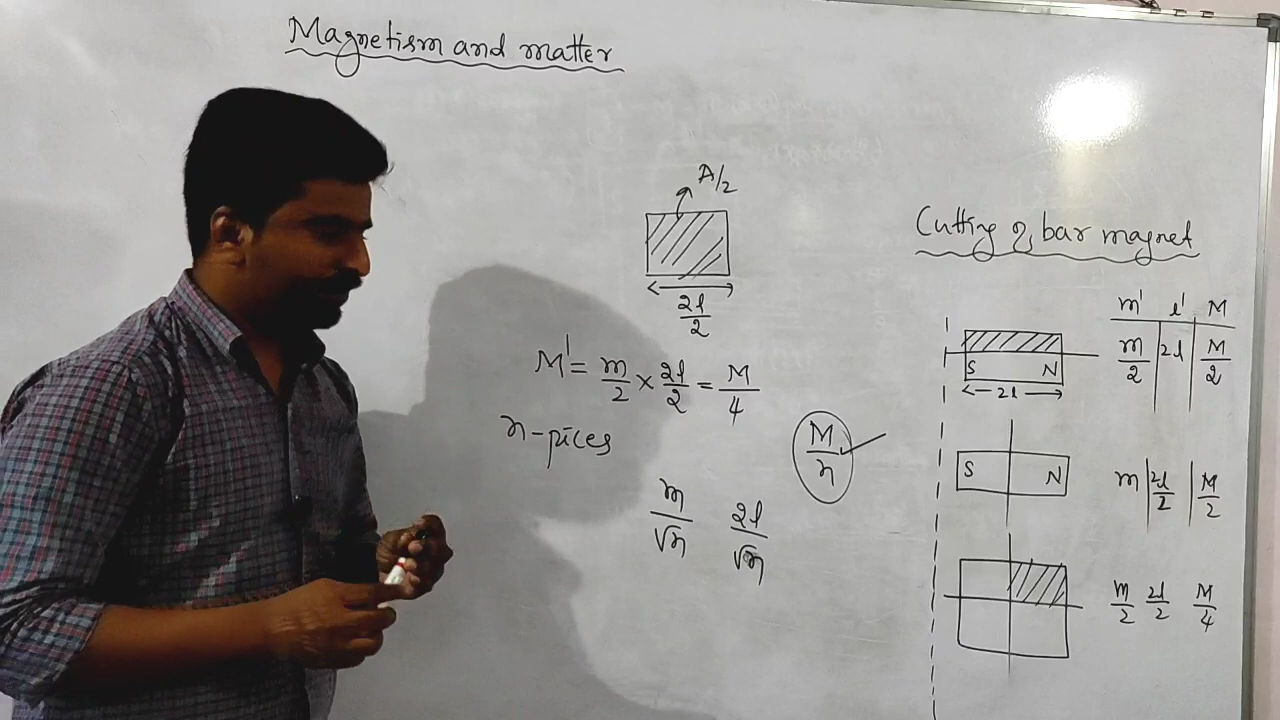 Magnetism and matter
A/2
2l/2
M' = m/2 × 2l/2 = M/4
n-pices
M/n
m/√n 2l/√n
Cutting of bar magnet
m' l' M
m/2 2l M/2
S N
2l
S N
m 2l/2 M/2
m/2 2l/2 M/4